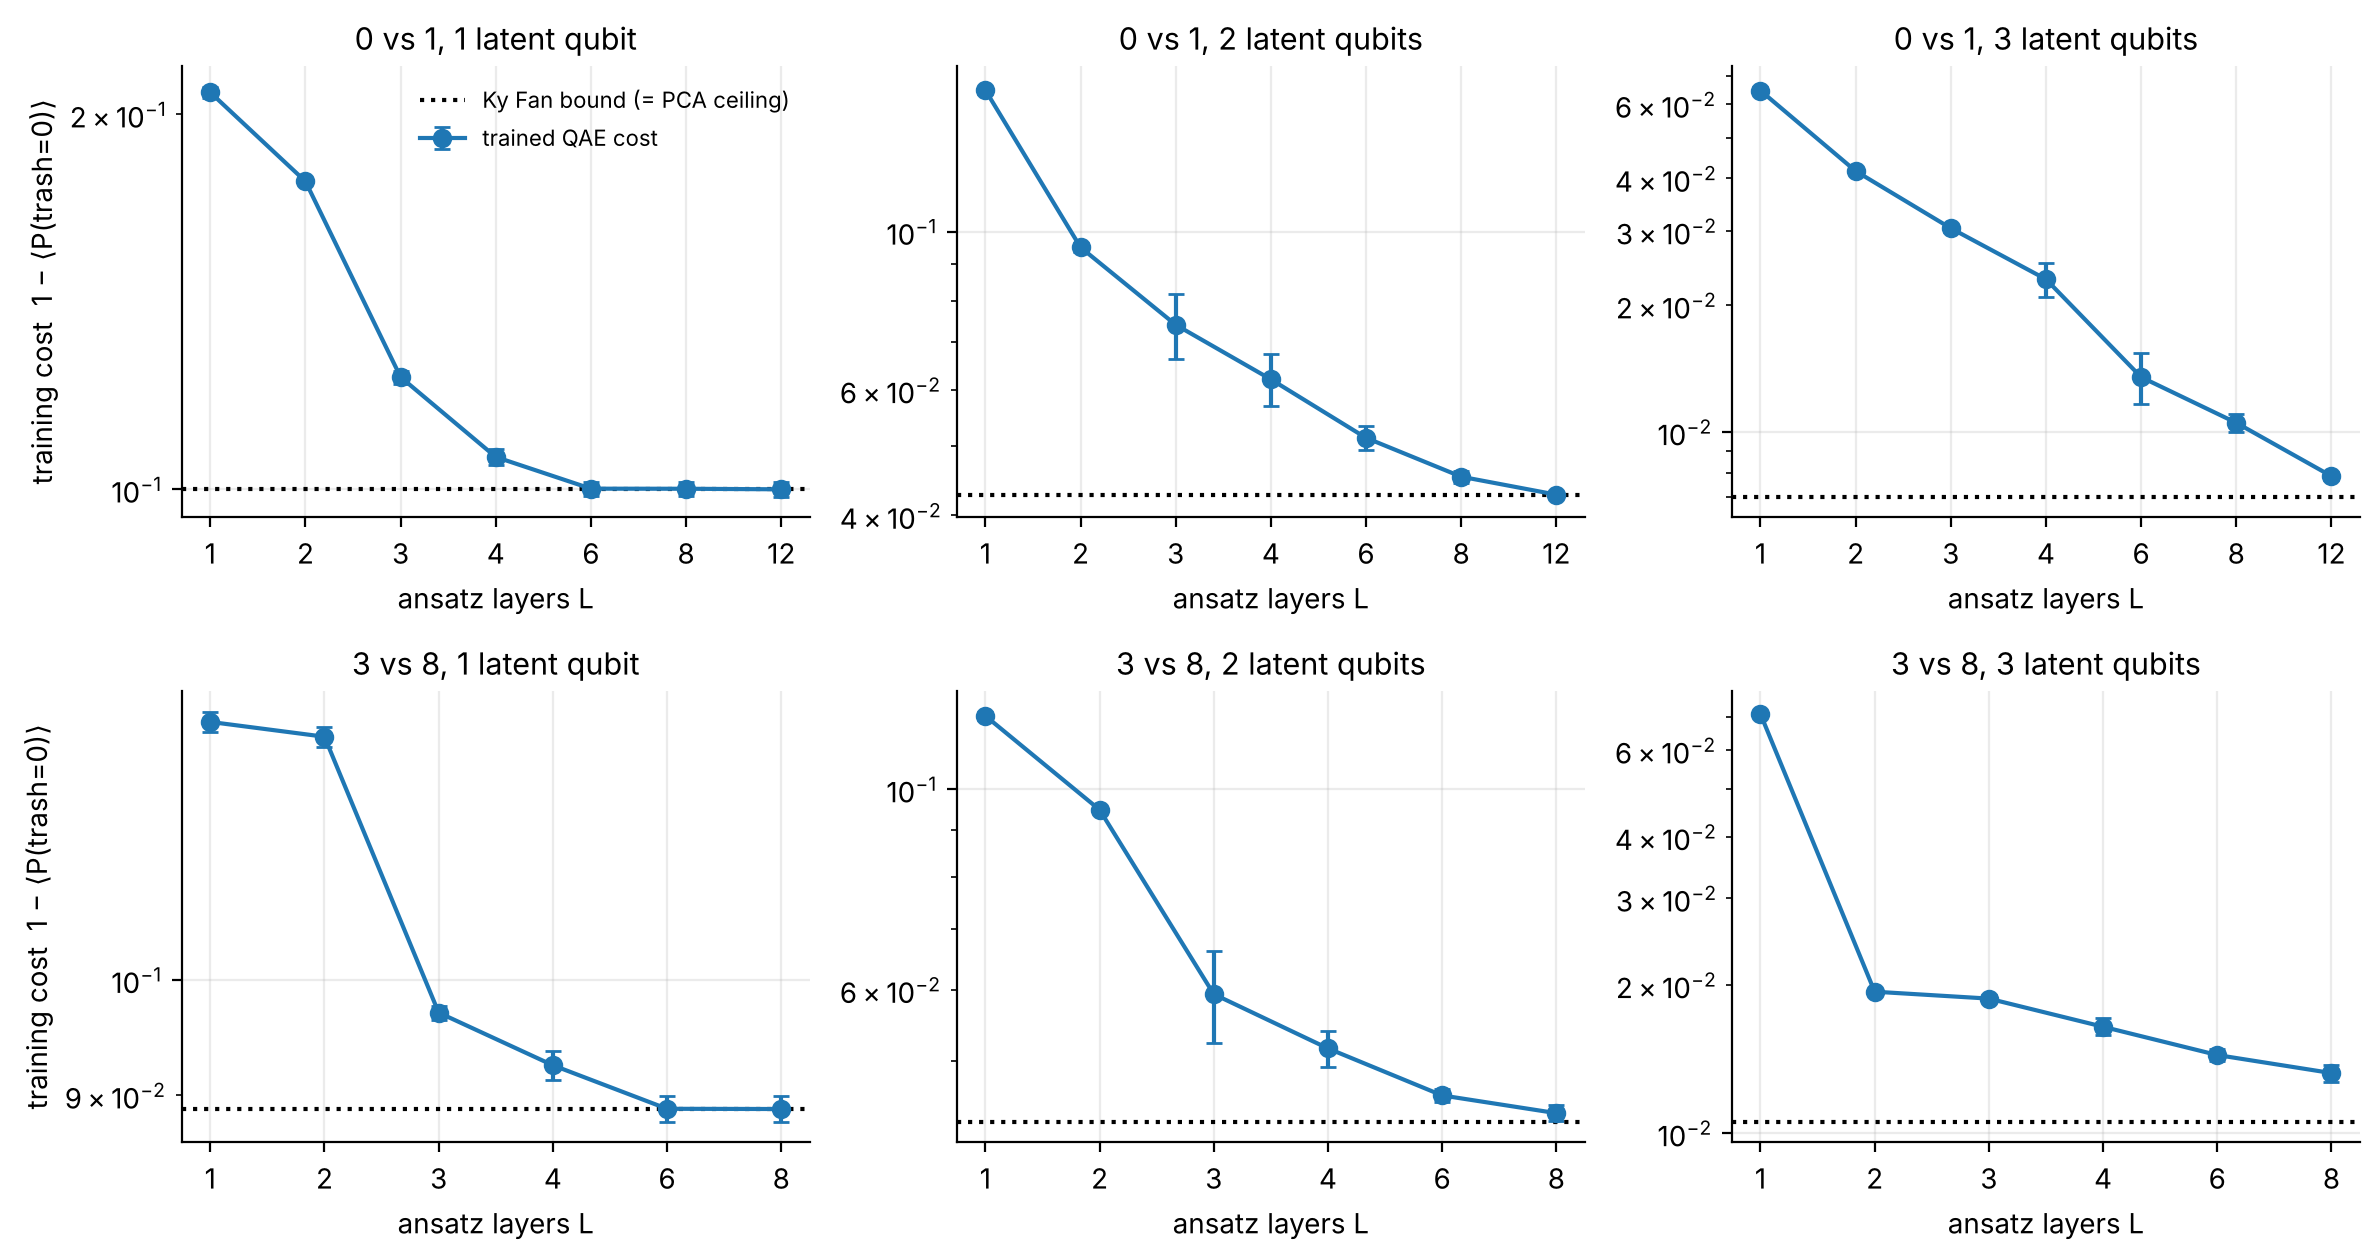 0 vs 1, 1 latent qubit
training cost 1 − ⟨P(trash=0)⟩
2 × 10⁻¹
10⁻¹
Ky Fan bound (= PCA ceiling)
trained QAE cost
1 2 3 4 6 8 12
ansatz layers L
0 vs 1, 2 latent qubits
10⁻¹
6 × 10⁻²
4 × 10⁻²
1 2 3 4 6 8 12
ansatz layers L
0 vs 1, 3 latent qubits
6 × 10⁻²
4 × 10⁻²
3 × 10⁻²
2 × 10⁻²
10⁻²
1 2 3 4 6 8 12
ansatz layers L
3 vs 8, 1 latent qubit
training cost 1 − ⟨P(trash=0)⟩
10⁻¹
9 × 10⁻²
1 2 3 4 6 8
ansatz layers L
3 vs 8, 2 latent qubits
10⁻¹
6 × 10⁻²
1 2 3 4 6 8
ansatz layers L
3 vs 8, 3 latent qubits
6 × 10⁻²
4 × 10⁻²
3 × 10⁻²
2 × 10⁻²
10⁻²
1 2 3 4 6 8
ansatz layers L